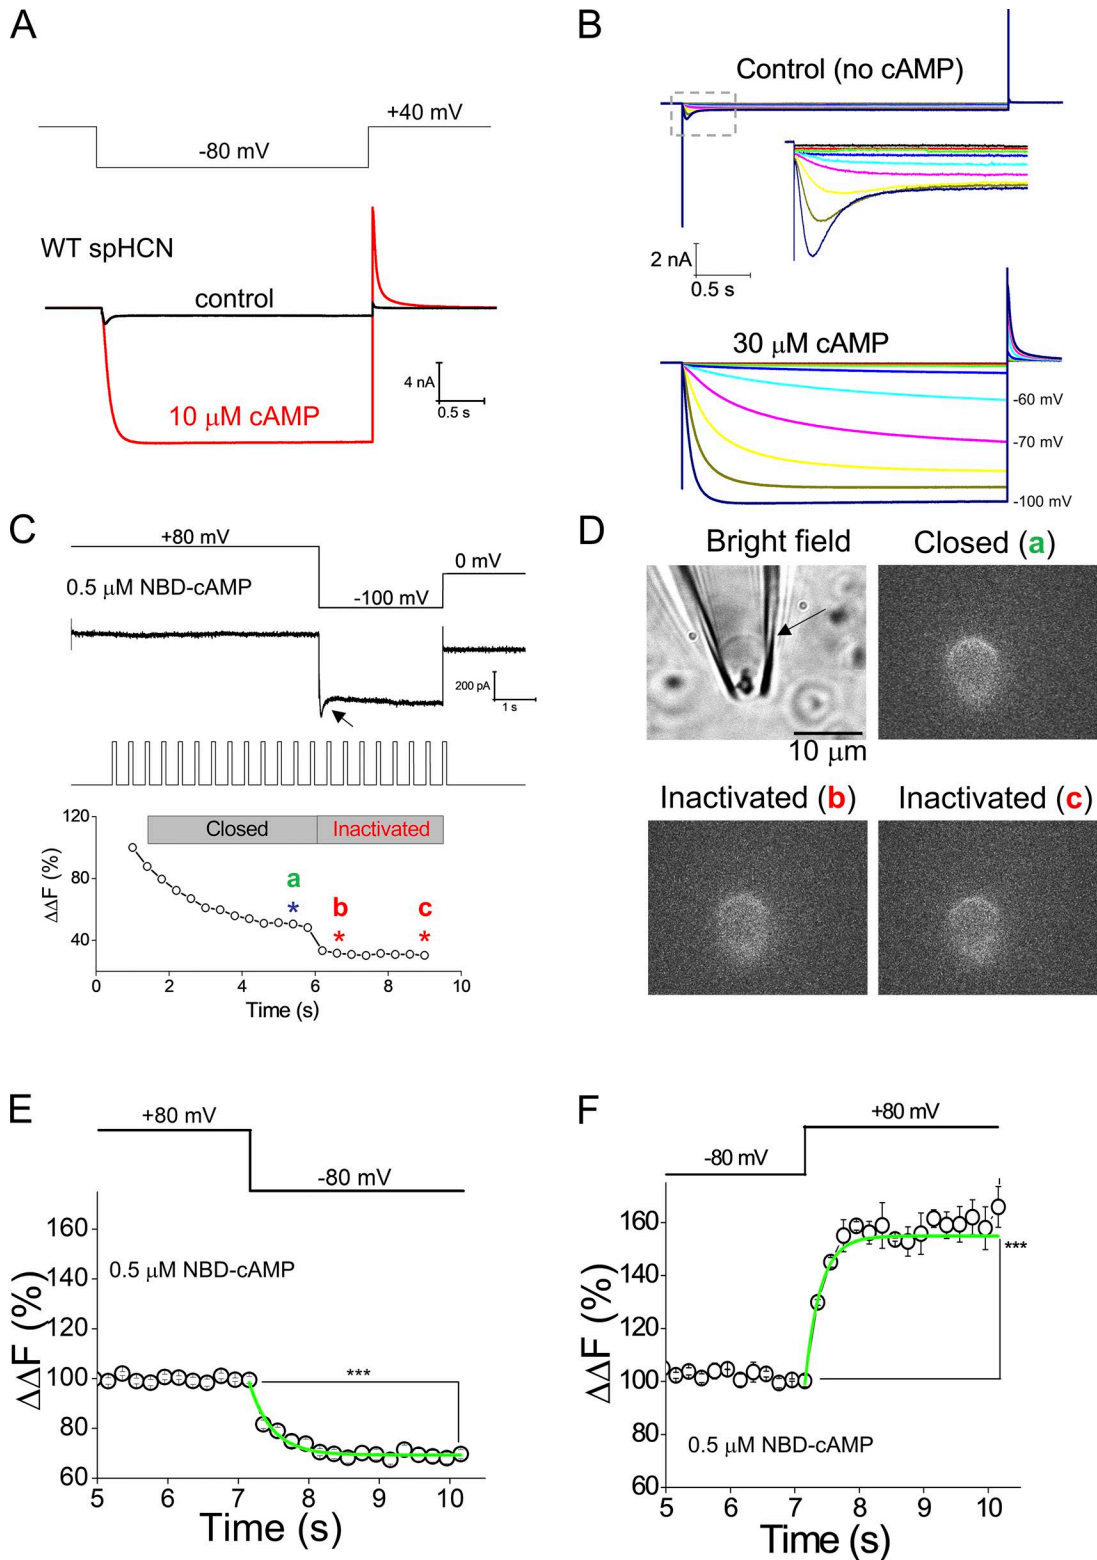 A
+40 mV
-80 mV
WT spHCN
control
10 μM cAMP
4 nA
0.5 s
B
Control (no cAMP)
2 nA
0.5 s
30 μM cAMP
-60 mV
-70 mV
-100 mV
C
+80 mV
0 mV
0.5 μM NBD-cAMP
-100 mV
200 pA
1 s
120
80
40
ΔΔF (%)
Closed
Inactivated
a
*
b
*
c
*
0 2 4 6 8 10
Time (s)
D
Bright field
Closed (a)
10 μm
Inactivated (b)
Inactivated (c)
E
+80 mV
-80 mV
160
140
120
100
80
60
ΔΔF (%)
0.5 μM NBD-cAMP
***
5 6 7 8 9 10
Time (s)
F
+80 mV
-80 mV
160
140
120
100
80
60
ΔΔF (%)
***
0.5 μM NBD-cAMP
5 6 7 8 9 10
Time (s)